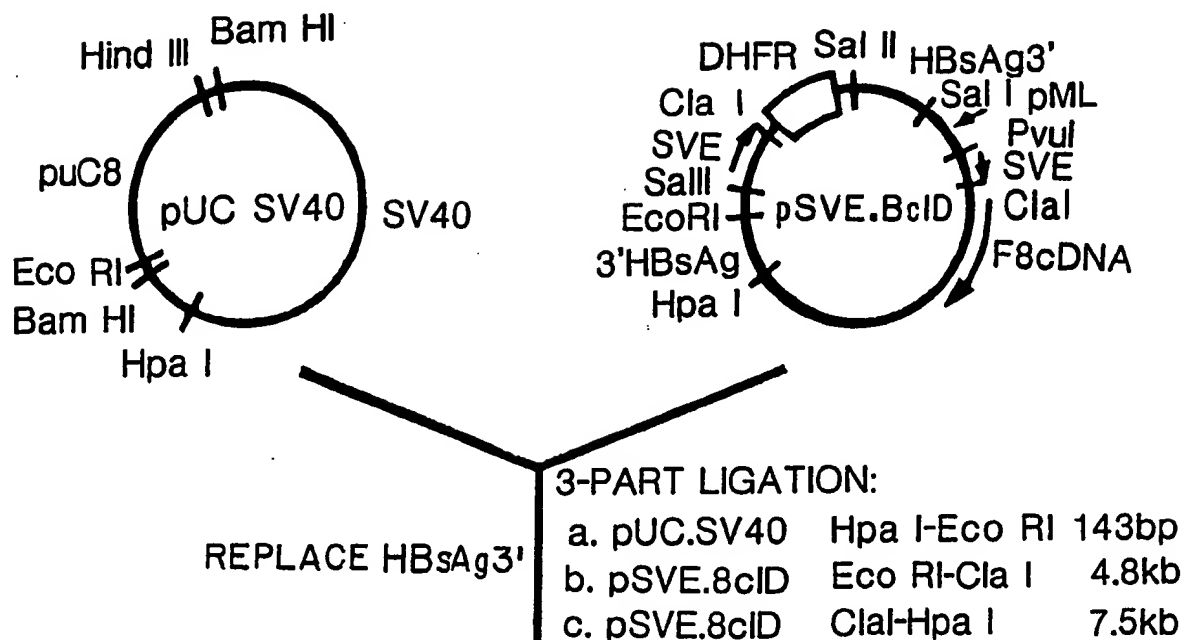 Hind III
Bam HI
puC8
pUC SV40
SV40
Eco RI
Bam HI
Hpa I
DHFR
Sal II
HBsAg3'
Cla I
Sal I
pML
PvuI
SVE
SVE
SalII
ClaI
EcoRI
pSVE.BclD
F8cDNA
3'HBsAg
Hpa I
REPLACE HBsAg3'
3-PART LIGATION:
a. pUC.SV40 Hpa I-Eco RI 143bp
b. pSVE.8clD Eco RI-Cla I 4.8kb
c. pSVE.8clD ClaI-Hpa I 7.5kb